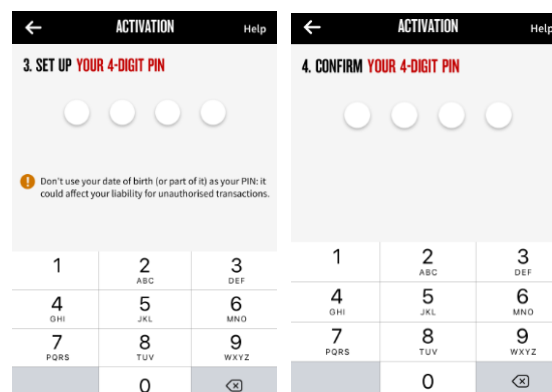 ACTIVATION
Help
3. SET UP YOUR 4-DIGIT PIN
Don't use your date of birth (or part of it) as your PIN: it
could affect your liability for unauthorised transactions.
1
2
ABC
3
DEF
4
GHI
5
JKL
6
MNO
7
PQRS
8
TUV
9
WXYZ
0
ACTIVATION
Help
4. CONFIRM YOUR 4-DIGIT PIN
1
2
ABC
3
DEF
4
GHI
5
JKL
6
MNO
7
PQRS
8
TUV
9
WXYZ
0